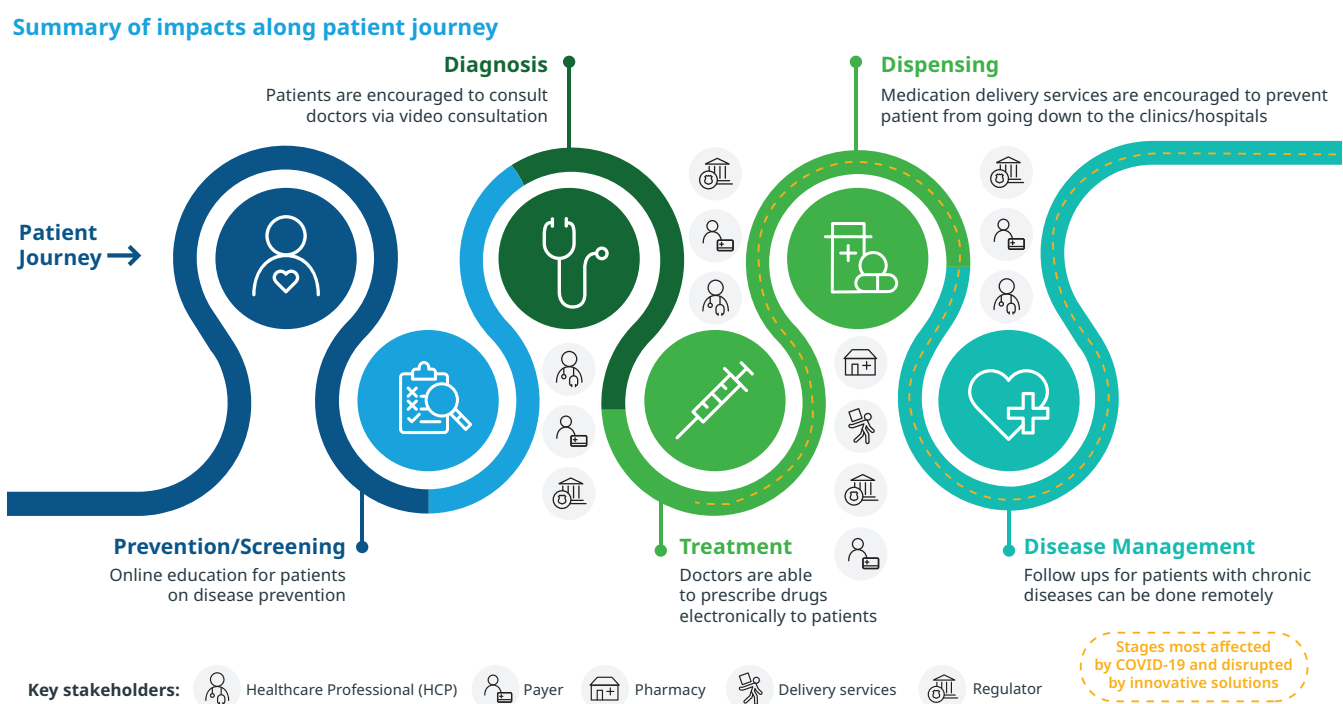 Summary of impacts along patient journey
Diagnosis
Patients are encouraged to consult
doctors via video consultation
Dispensing
Medication delivery services are encouraged to prevent
patient from going down to the clinics/hospitals
Patient
Journey
Prevention/Screening
Online education for patients
on disease prevention
Treatment
Doctors are able
to prescribe drugs
electronically to patients
Disease Management
Follow ups for patients with chronic
diseases can be done remotely
Stages most affected
by COVID-19 and disrupted
by innovative solutions
Key stakeholders:
Healthcare Professional (HCP)
Payer
Pharmacy
Delivery services
Regulator